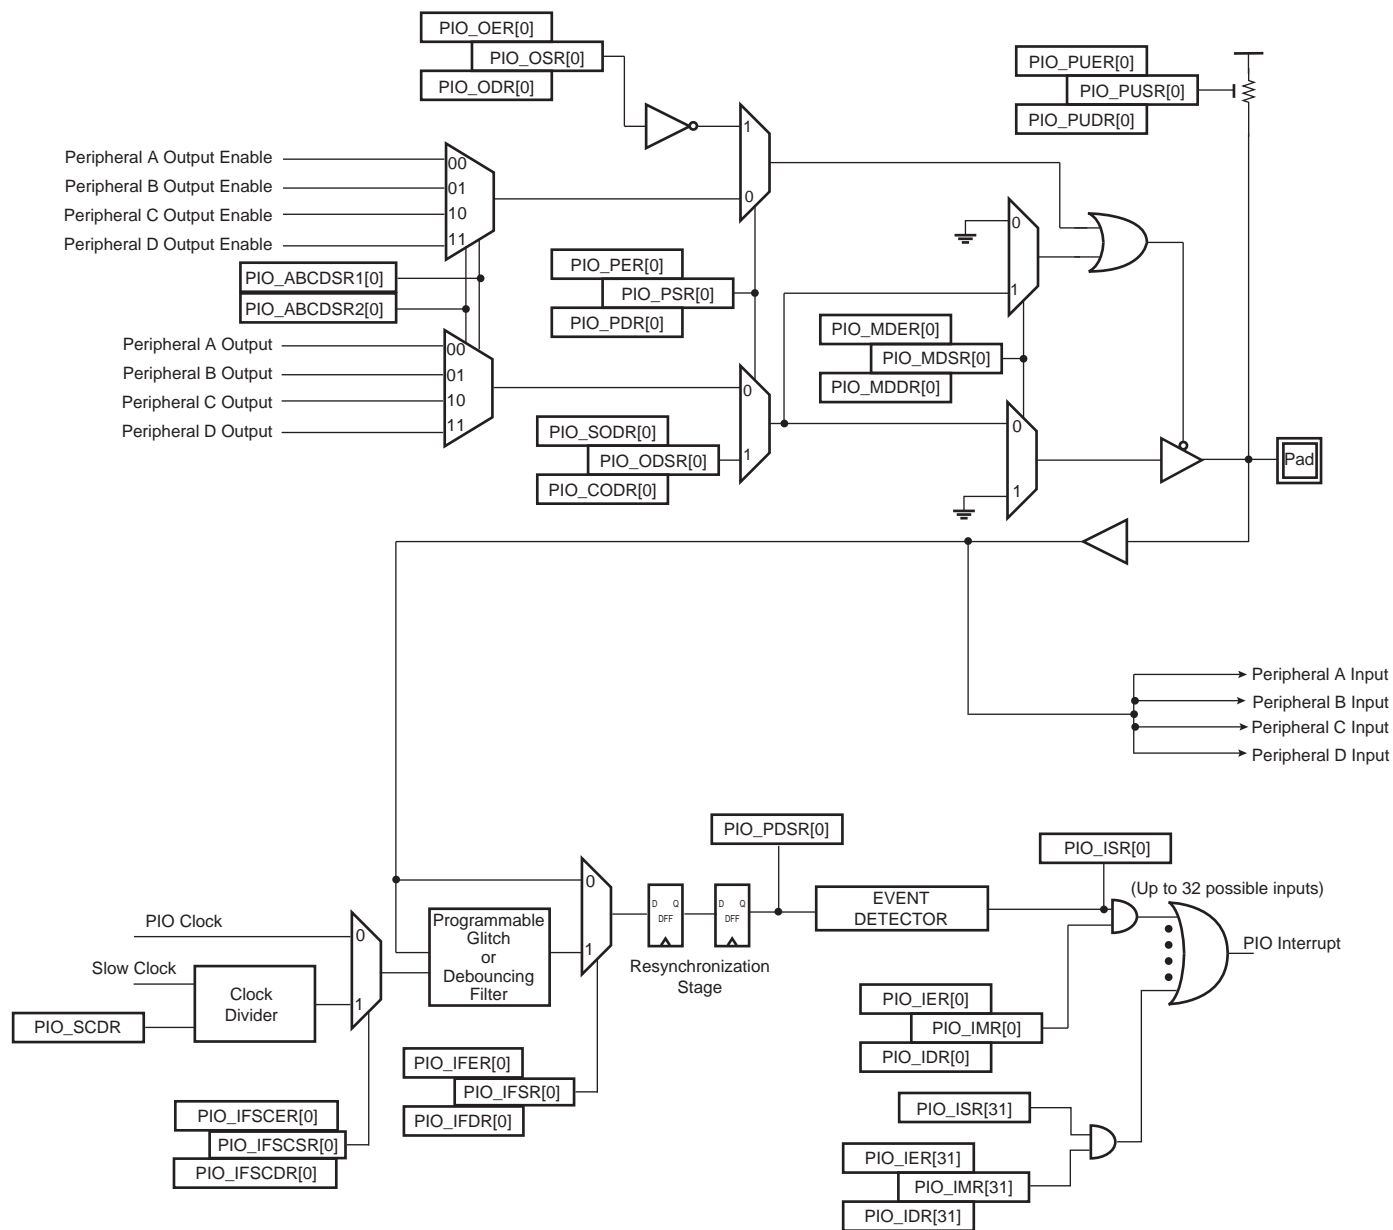 PIO_OER[0]
PIO_OSR[0]
PIO_ODR[0]
1
0
PIO_PUER[0]
PIO_PUSR[0]
PIO_PUDR[0]
Peripheral A Output Enable
Peripheral B Output Enable
Peripheral C Output Enable
Peripheral D Output Enable
00
01
10
11
PIO_ABCDSR1[0]
PIO_ABCDSR2[0]
PIO_PER[0]
PIO_PSR[0]
PIO_PDR[0]
0
1
PIO_MDER[0]
PIO_MDSR[0]
PIO_MDDR[0]
Peripheral A Output
Peripheral B Output
Peripheral C Output
Peripheral D Output
00
01
10
11
0
1
PIO_SODR[0]
PIO_ODSR[0]
PIO_CODR[0]
0
1
Pad
Peripheral A Input
Peripheral B Input
Peripheral C Input
Peripheral D Input
PIO_PDSR[0]
PIO_ISR[0]
(Up to 32 possible inputs)
0
1
D Q
DFF
D Q
DFF
Resynchronization
Stage
EVENT
DETECTOR
PIO Interrupt
PIO Clock
Slow Clock
Clock
Divider
PIO_SCDR
0
1
Programmable
Glitch
or
Debouncing
Filter
PIO_IER[0]
PIO_IMR[0]
PIO_IDR[0]
PIO_IFER[0]
PIO_IFSR[0]
PIO_IFDR[0]
PIO_IFSCER[0]
PIO_IFSCSR[0]
PIO_IFSCDR[0]
PIO_ISR[31]
PIO_IER[31]
PIO_IMR[31]
PIO_IDR[31]